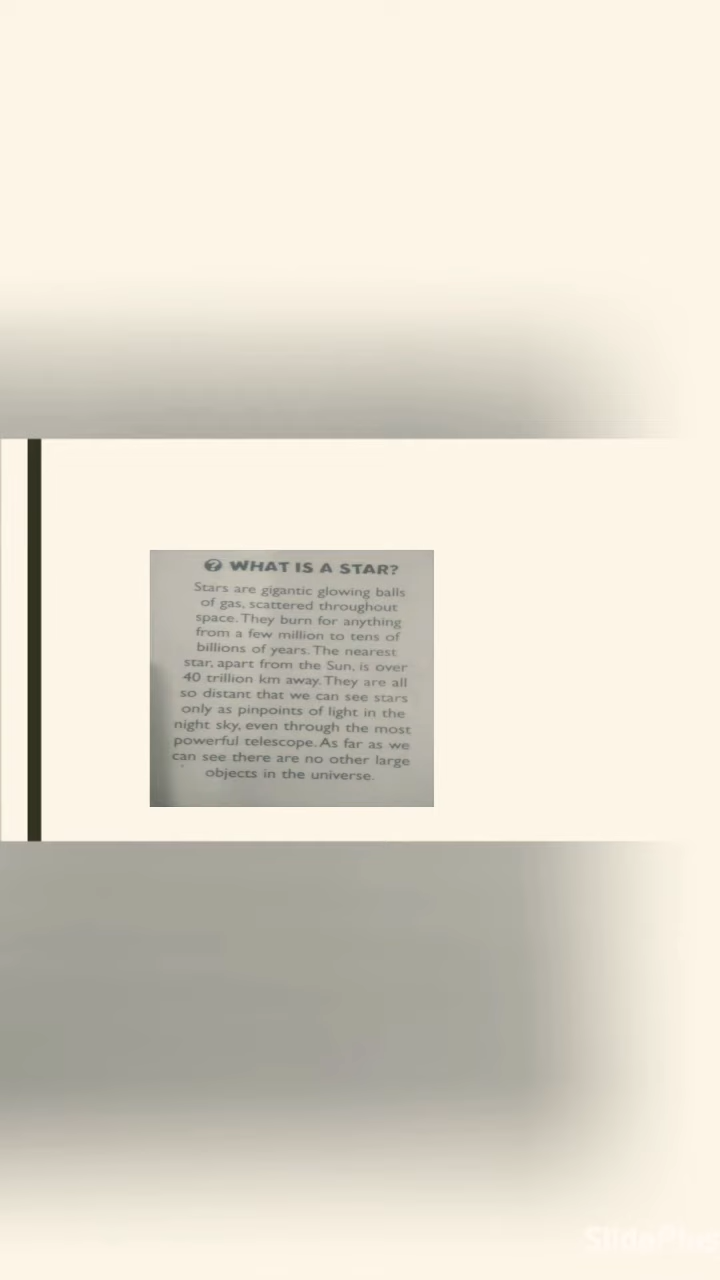 ? WHAT IS A STAR?
Stars are gigantic glowing balls
of gas, scattered throughout
space. They burn for anything
from a few million to tens of
billions of years. The nearest
star, apart from the Sun, is over
40 trillion km away. They are all
so distant that we can see stars
only as pinpoints of light in the
night sky, even through the most
powerful telescope. As far as we
can see there are no other large
objects in the universe.
SlidePlus